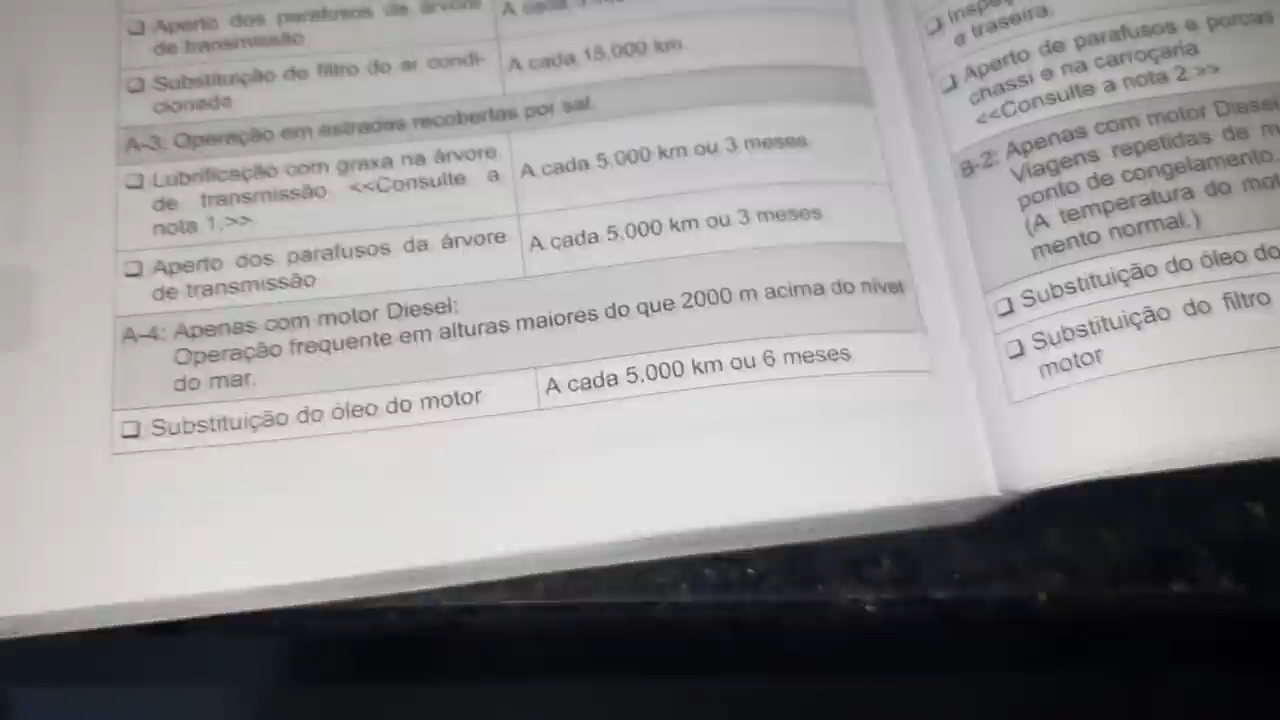 ❑ Aperto dos parafusos da árvore
de transmissão
A cada
❑ Substituição do filtro do ar condi-
cionado
A cada 15.000 km
A-3: Operação em estradas recobertas por sal
❑ Lubrificação com graxa na árvore
de transmissão <<Consulte a
nota 1.>>
A cada 5.000 km ou 3 meses
❑ Aperto dos parafusos da árvore
de transmissão
A cada 5.000 km ou 3 meses
A-4: Apenas com motor Diesel:
Operação frequente em alturas maiores do que 2000 m acima do nível
do mar.
❑ Substituição do óleo do motor
A cada 5.000 km ou 6 meses
e traseira.
❑ Aperto de parafusos e porcas
chassi e na carroçaria
<<Consulte a nota 2.>>
B-2: Apenas com motor Diesel
Viagens repetidas de
ponto de congelamento.
(A temperatura do
mento normal.)
❑ Substituição do óleo do
❑ Substituição do filtro
motor